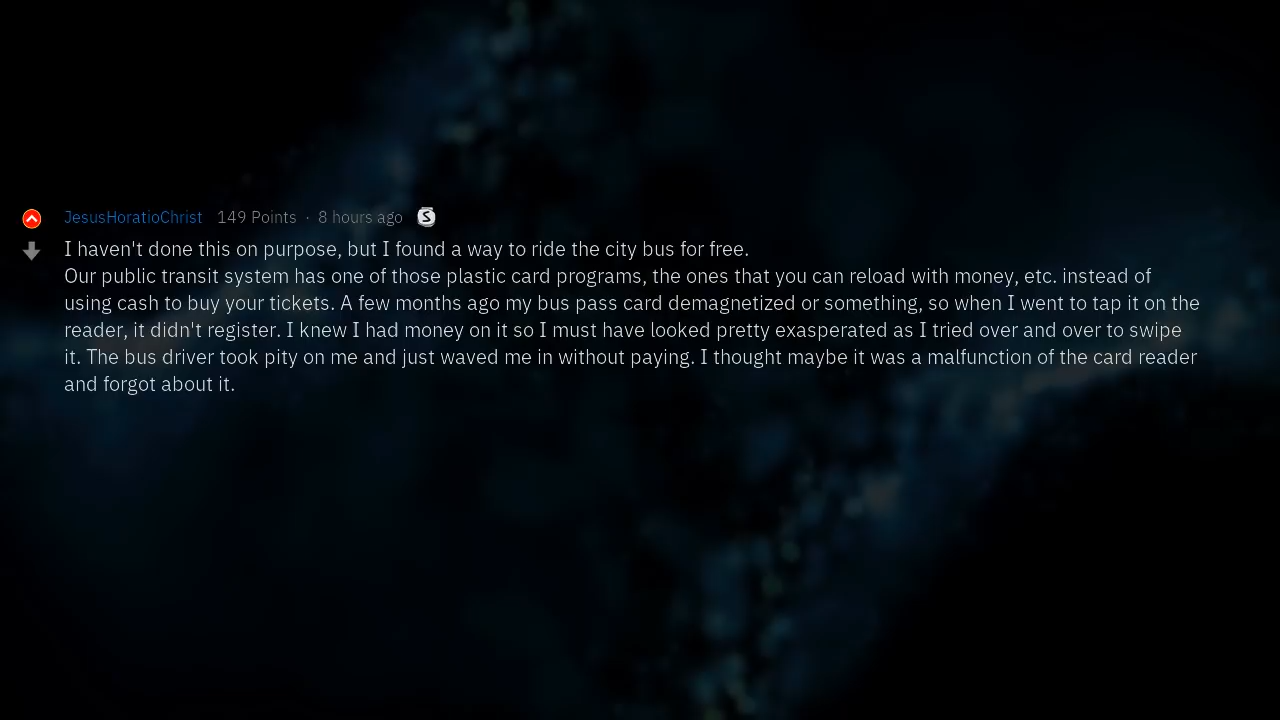 JesusHoratioChrist 149 Points · 8 hours ago S
I haven't done this on purpose, but I found a way to ride the city bus for free.
Our public transit system has one of those plastic card programs, the ones that you can reload with money, etc. instead of
using cash to buy your tickets. A few months ago my bus pass card demagnetized or something, so when I went to tap it on the
reader, it didn't register. I knew I had money on it so I must have looked pretty exasperated as I tried over and over to swipe
it. The bus driver took pity on me and just waved me in without paying. I thought maybe it was a malfunction of the card reader
and forgot about it.